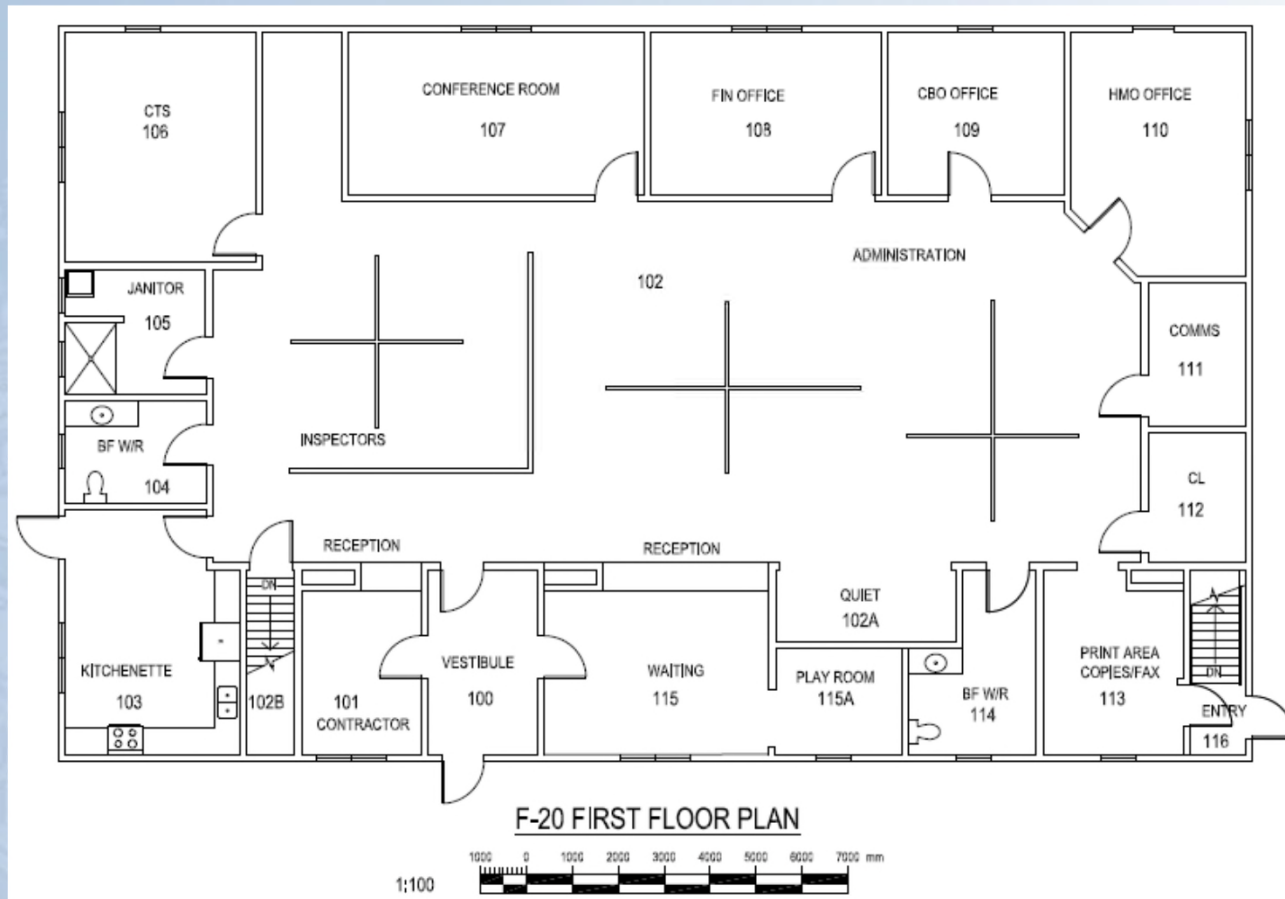 CTS
106
CONFERENCE ROOM
107
FIN OFFICE
108
CBO OFFICE
109
HMO OFFICE
110
ADMINISTRATION
102
JANITOR
105
COMMS
111
BF W/R
104
INSPECTORS
CL
112
RECEPTION
RECEPTION
DN
QUIET
102A
KITCHENETTE
103
102B
101
CONTRACTOR
VESTIBULE
100
WAITING
115
PLAY ROOM
115A
BF W/R
114
PRINT AREA
COPIES/FAX
113
DN
ENTRY
116
F-20 FIRST FLOOR PLAN
1:100
1000 0 1000 2000 3000 4000 5000 6000 7000 mm